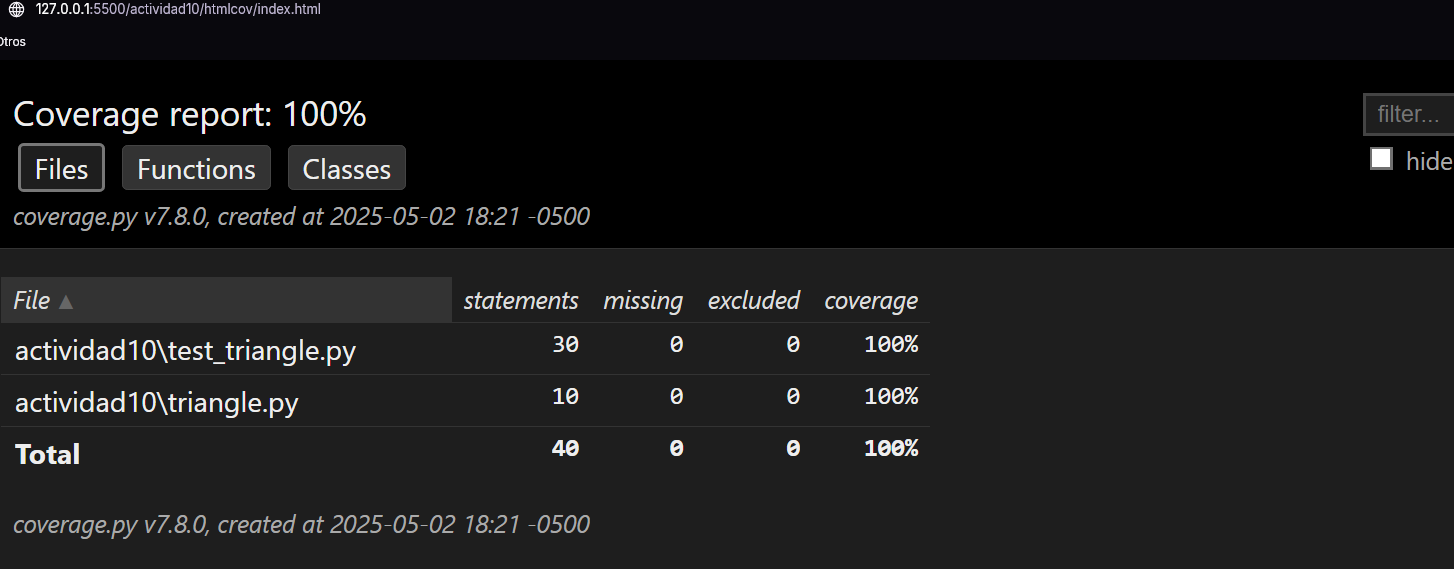 127.0.0.1:5500/actividad10/htmlcov/index.html
Otros
Coverage report: 100%
filter...
Files Functions Classes
hide
coverage.py v7.8.0, created at 2025-05-02 18:21 -0500
File ▲ statements missing excluded coverage
actividad10\test_triangle.py 30 0 0 100%
actividad10\triangle.py 10 0 0 100%
Total 40 0 0 100%
coverage.py v7.8.0, created at 2025-05-02 18:21 -0500